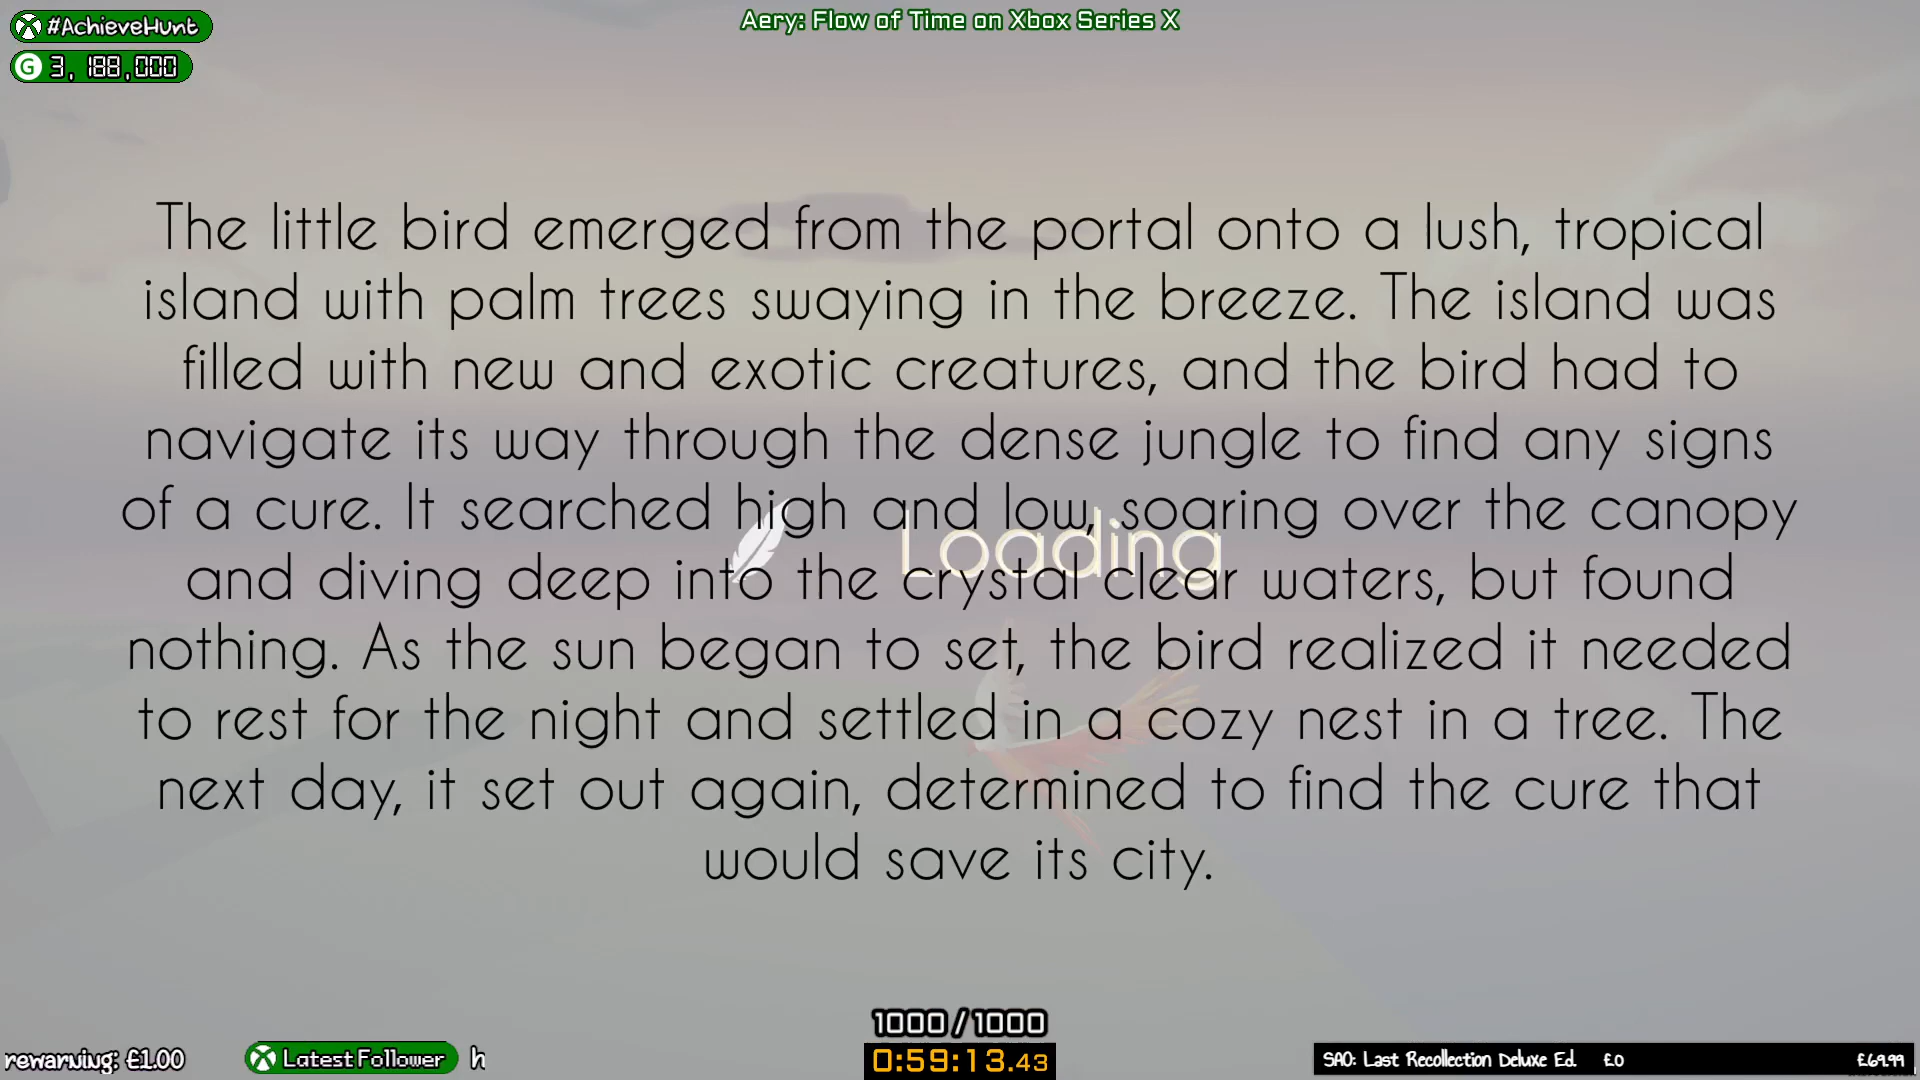 #AchieveHunt
Aery: Flow of Time on Xbox Series X
G 3,188,000
The little bird emerged from the portal onto a lush, tropical
island with palm trees swaying in the breeze. The island was
filled with new and exotic creatures, and the bird had to
navigate its way through the dense jungle to find any signs
of a cure. It searched high and low, soaring over the canopy
Loading
and diving deep into the crystal clear waters, but found
nothing. As the sun began to set, the bird realized it needed
to rest for the night and settled in a cozy nest in a tree. The
next day, it set out again, determined to find the cure that
would save its city.
1000/1000
£1.00
Latest Follower h
0:59:13.43
SAO: Last Recollection Deluxe Ed. £0 £69.99